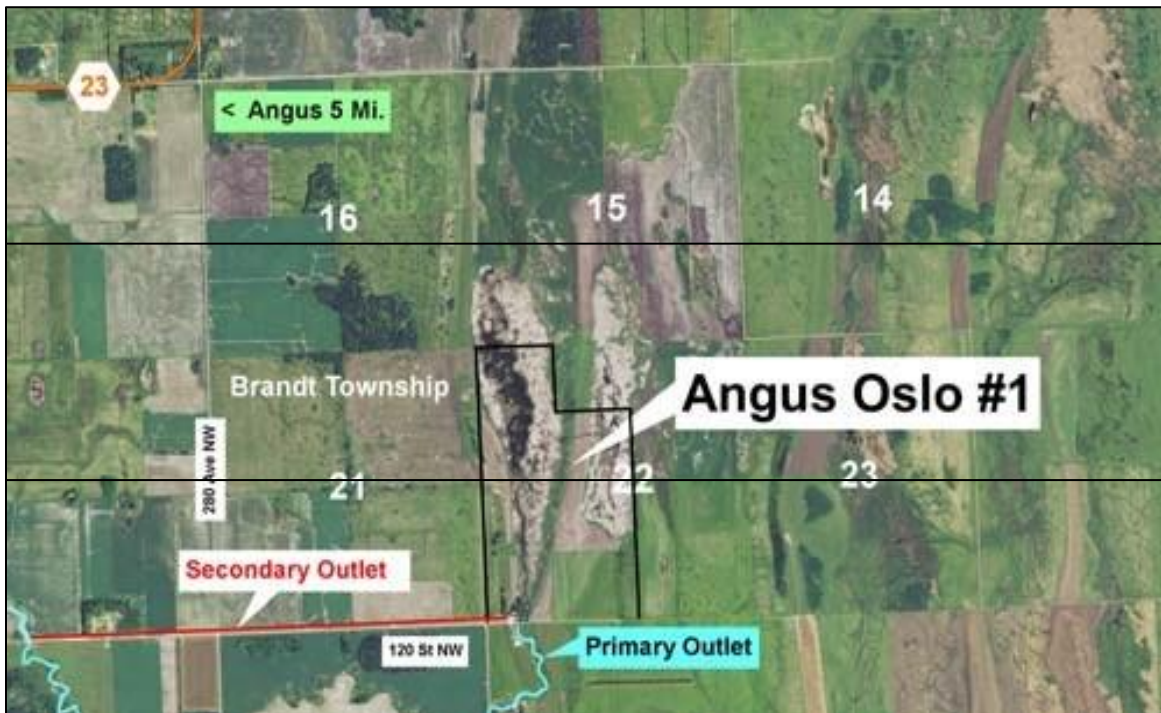 23
< Angus 5 Mi.
16
15
14
Brandt Township
Angus Oslo #1
280 Ave NW
21
22
23
Secondary Outlet
120 St NW
Primary Outlet